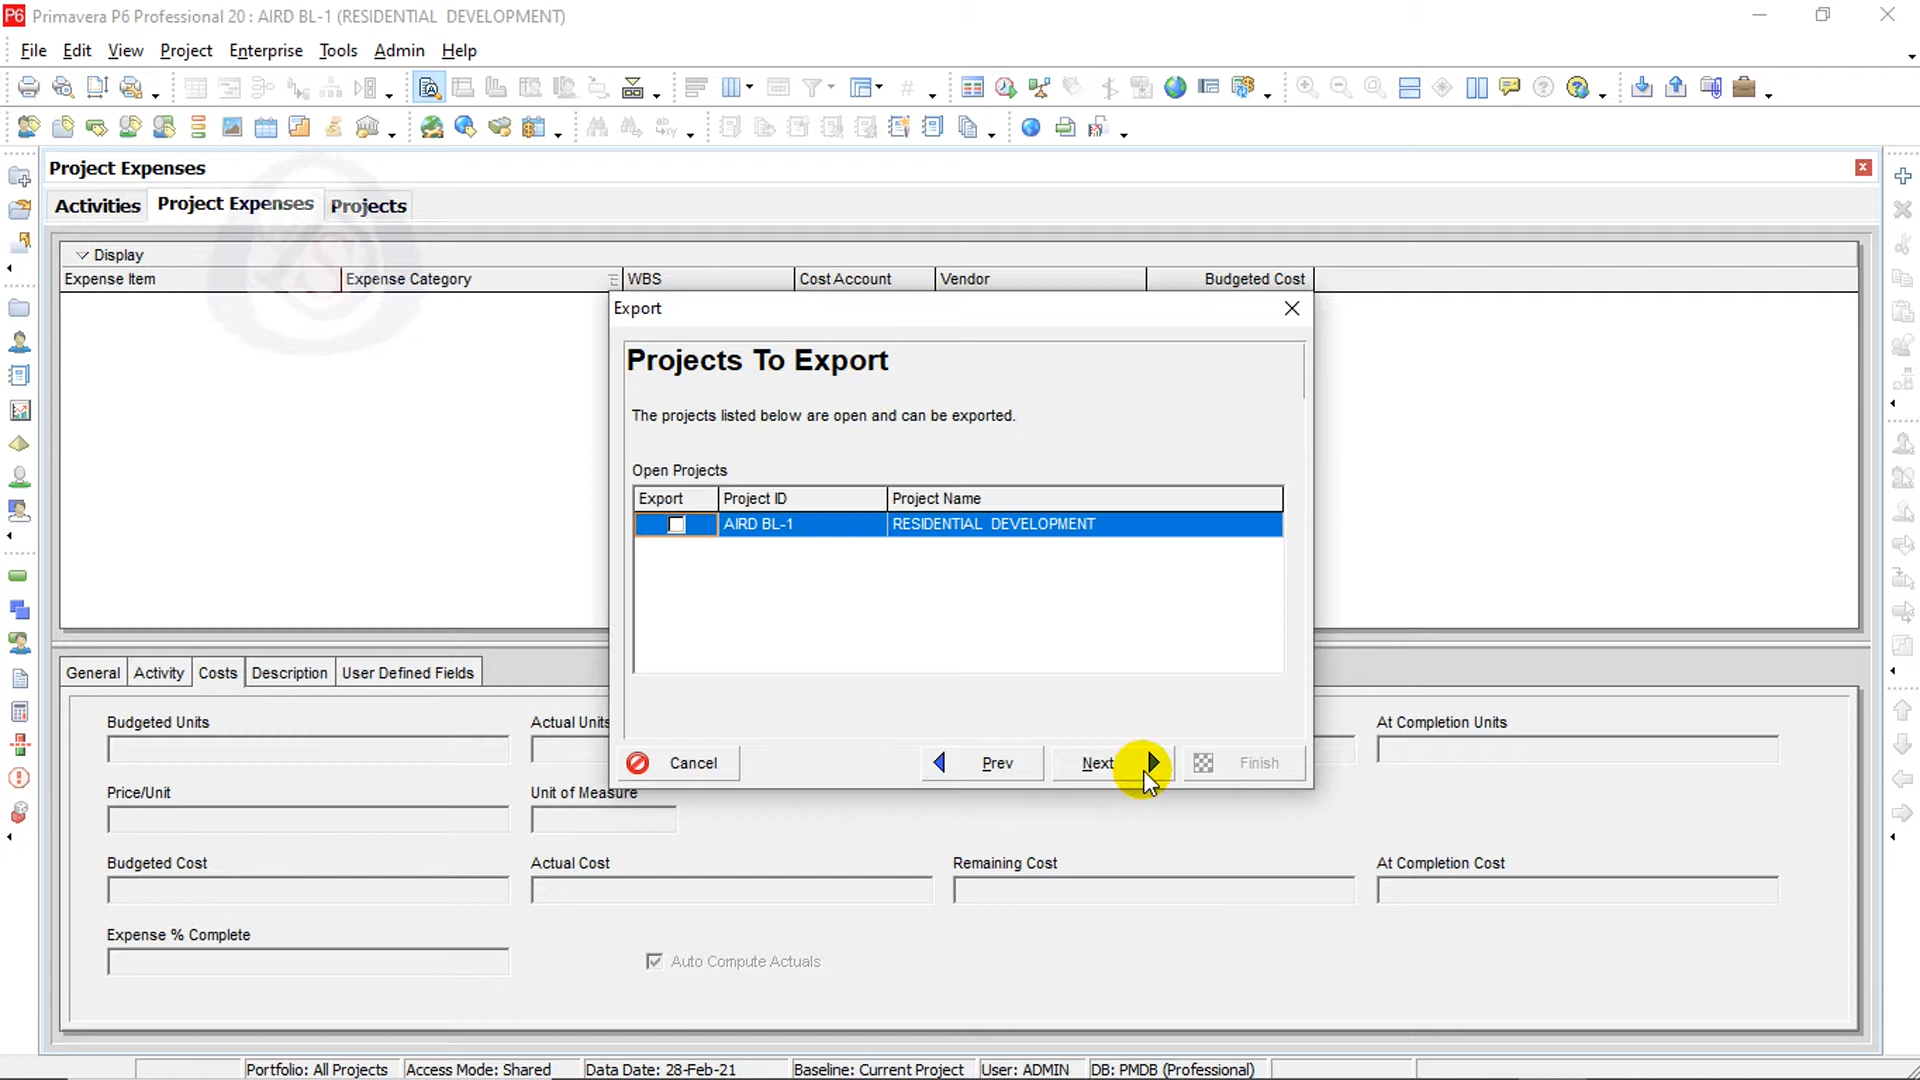 P6 Primavera P6 Professional 20 : AIRD BL-1 (RESIDENTIAL  DEVELOPMENT)
File Edit View Project Enterprise Tools Admin Help
Project Expenses
Activities Project Expenses Projects
Display
Expense Item Expense Category WBS Cost Account Vendor Budgeted Cost
Export
Projects To Export
The projects listed below are open and can be exported.
Open Projects
Export Project ID Project Name
AIRD BL-1 RESIDENTIAL  DEVELOPMENT
Cancel Prev Next Finish
General Activity Costs Description User Defined Fields
Budgeted Units Actual Units At Completion Units
Price/Unit Unit of Measure
Budgeted Cost Actual Cost Remaining Cost At Completion Cost
Expense % Complete
Auto Compute Actuals
Portfolio: All Projects Access Mode: Shared Data Date: 28-Feb-21 Baseline: Current Project User: ADMIN DB: PMDB (Professional)